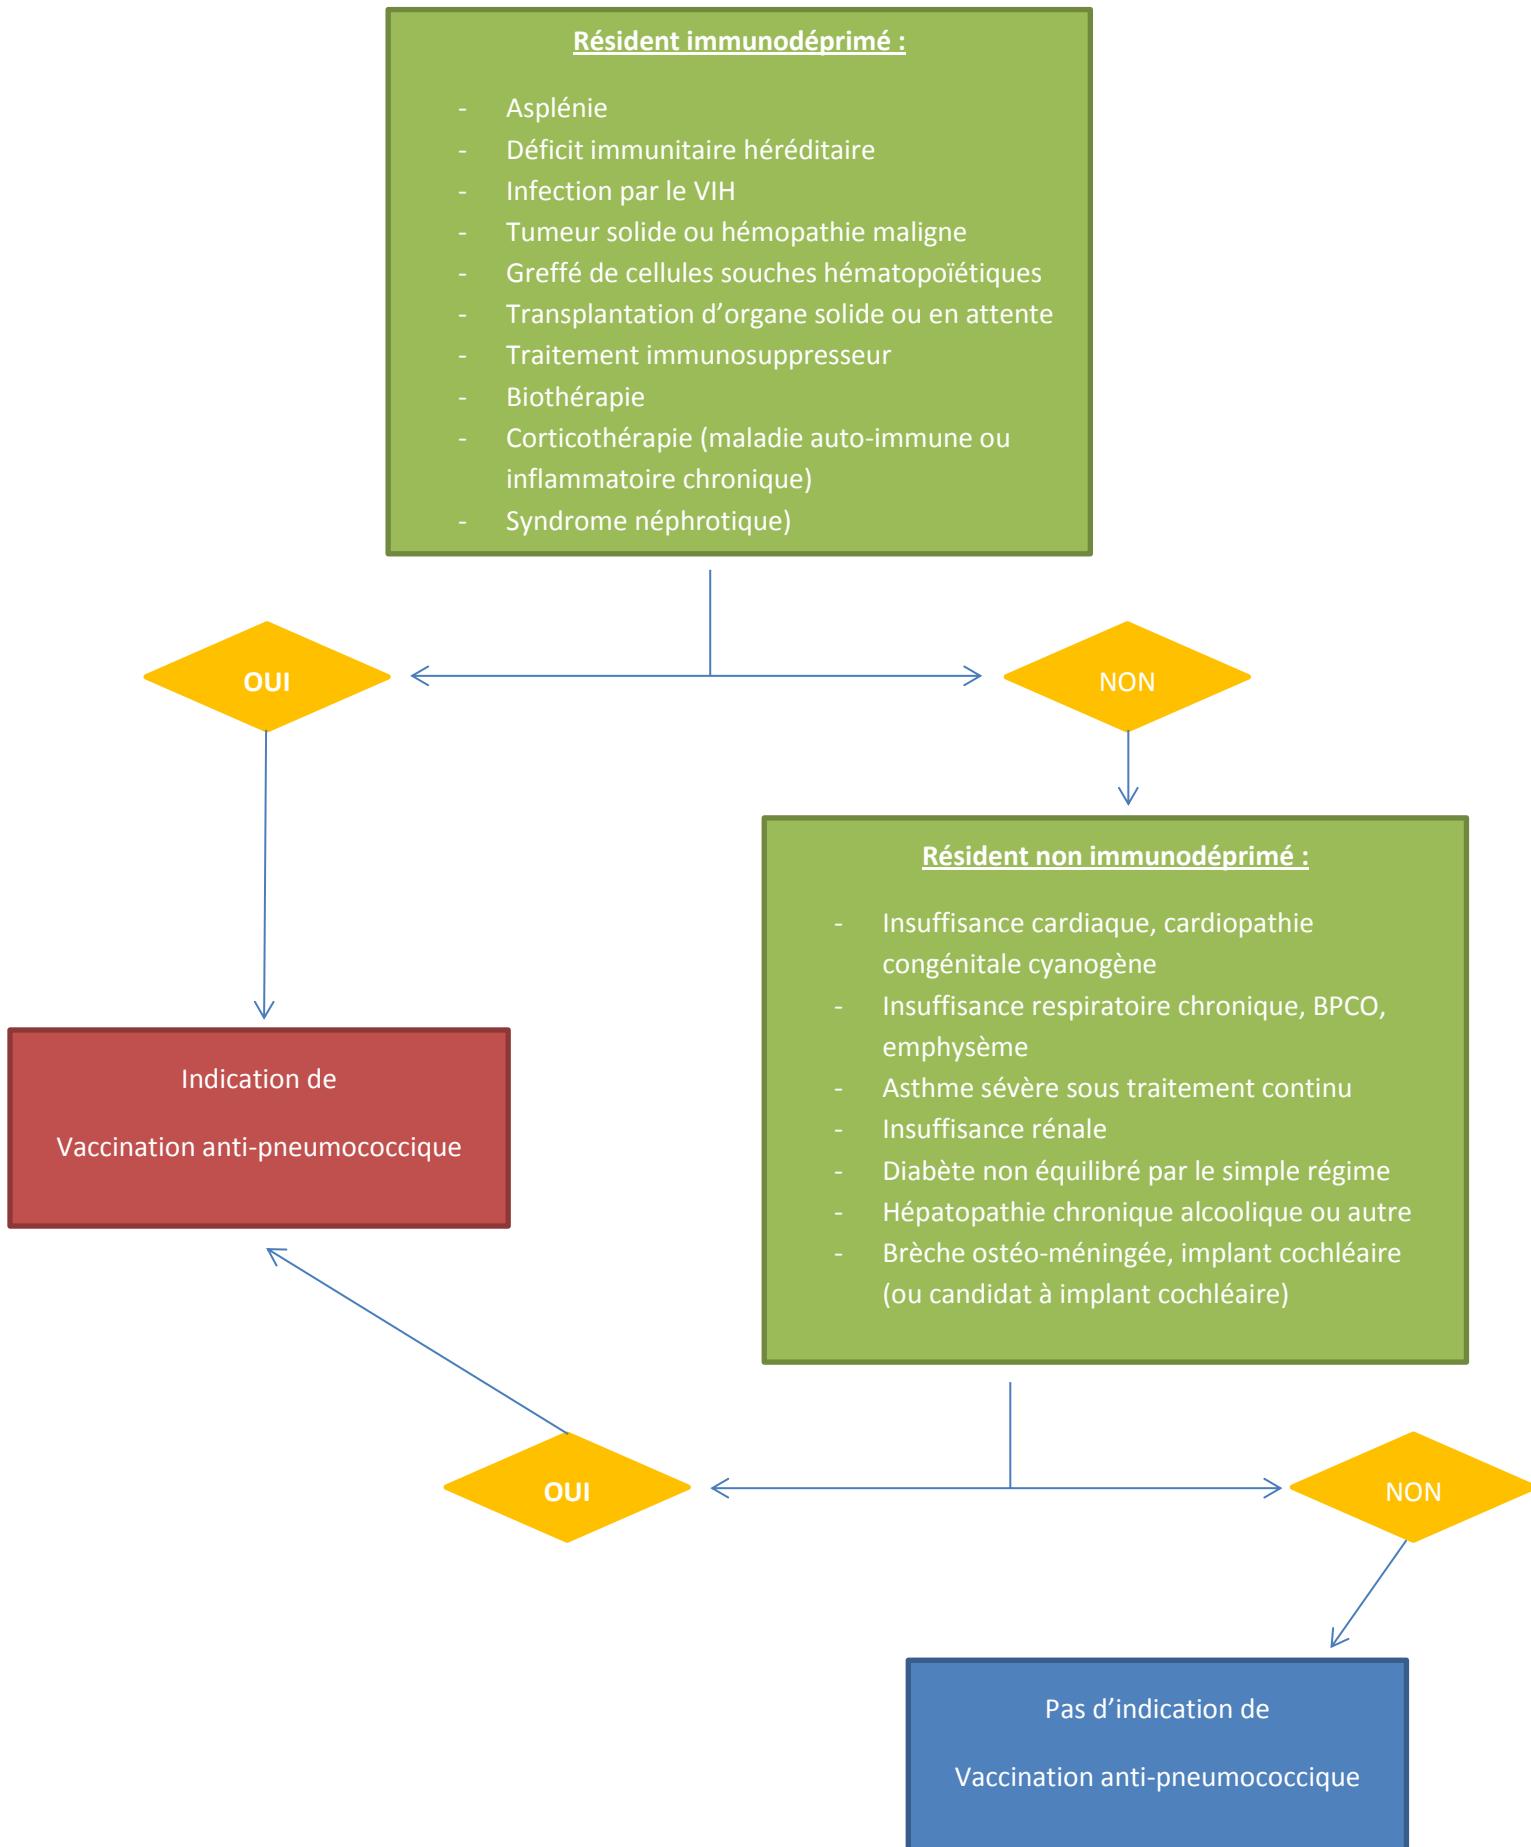 Résident immunodéprimé :
- Asplénie
- Déficit immunitaire héréditaire
- Infection par le VIH
- Tumeur solide ou hémopathie maligne
- Greffé de cellules souches hématopoïétiques
- Transplantation d’organe solide ou en attente
- Traitement immunosuppresseur
- Biothérapie
- Corticothérapie (maladie auto-immune ou
inflammatoire chronique)
- Syndrome néphrotique)
OUI
NON
Résident non immunodéprimé :
- Insuffisance cardiaque, cardiopathie
congénitale cyanogène
- Insuffisance respiratoire chronique, BPCO,
emphysème
- Asthme sévère sous traitement continu
- Insuffisance rénale
- Diabète non équilibré par le simple régime
- Hépatopathie chronique alcoolique ou autre
- Brèche ostéo-méningée, implant cochléaire
(ou candidat à implant cochléaire)
Indication de
Vaccination anti-pneumococcique
OUI
NON
Pas d’indication de
Vaccination anti-pneumococcique